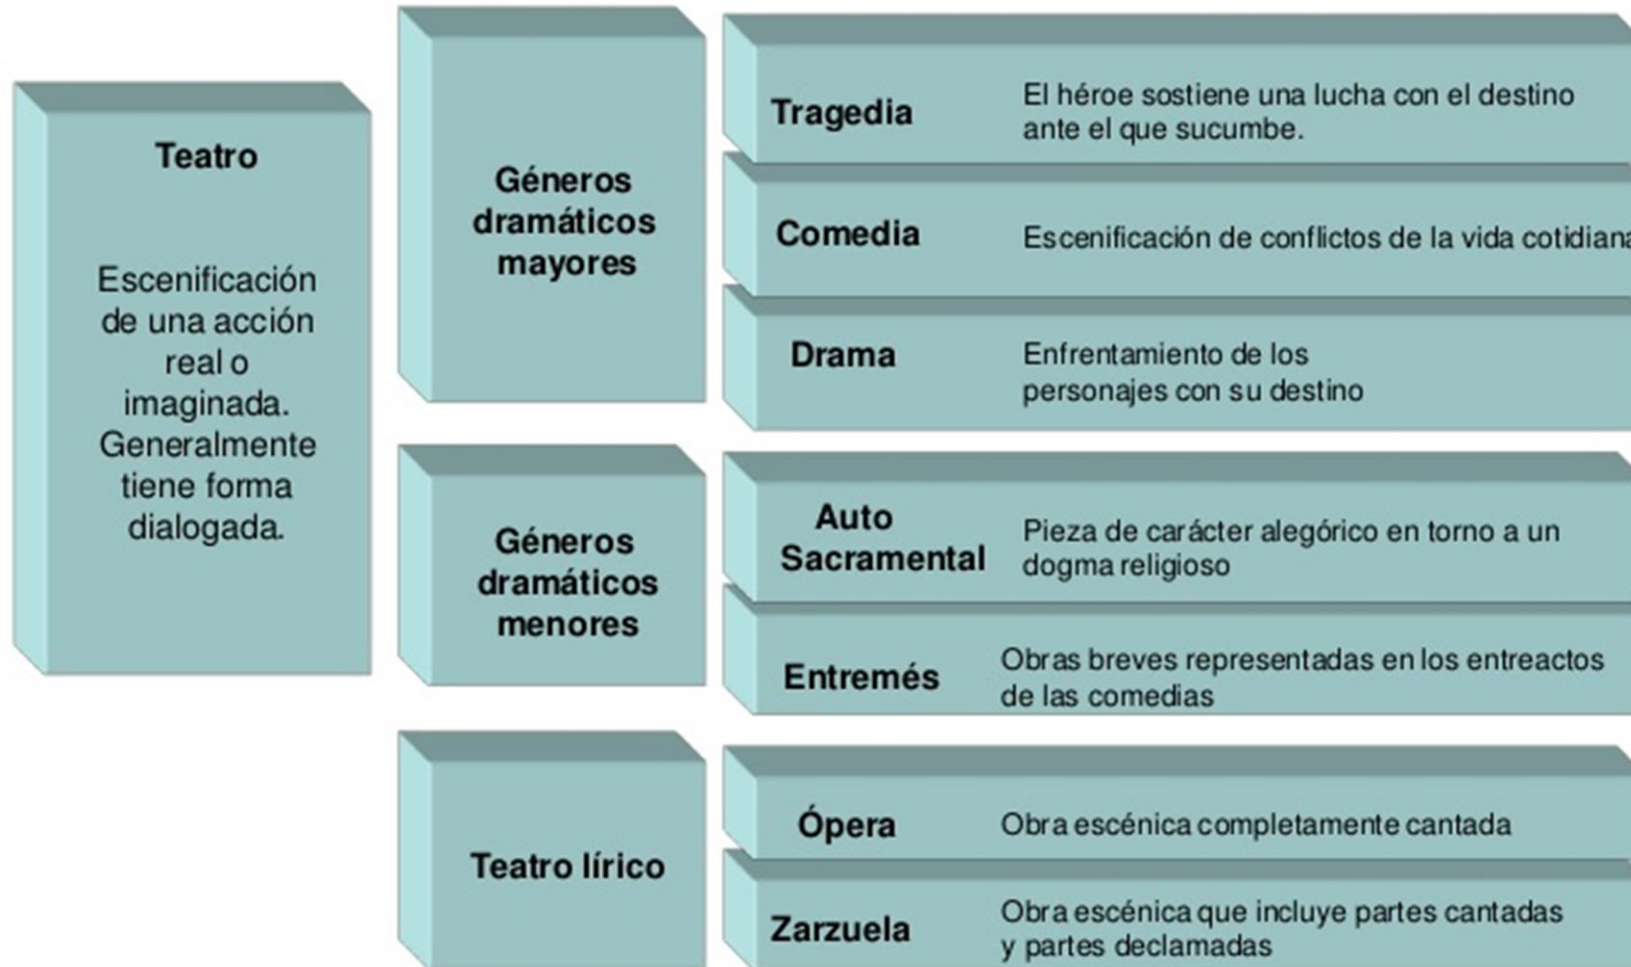 Teatro
Escenificación
de una acción
real o
imaginada.
Generalmente
tiene forma
dialogada.
Géneros
dramáticos
mayores
Tragedia
El héroe sostiene una lucha con el destino
ante el que sucumbe.
Comedia
Escenificación de conflictos de la vida cotidiana
Drama
Enfrentamiento de los
personajes con su destino
Géneros
dramáticos
menores
Auto
Sacramental
Pieza de carácter alegórico en torno a un
dogma religioso
Entremés
Obras breves representadas en los entreactos
de las comedias
Teatro lírico
Ópera
Obra escénica completamente cantada
Zarzuela
Obra escénica que incluye partes cantadas
y partes declamadas